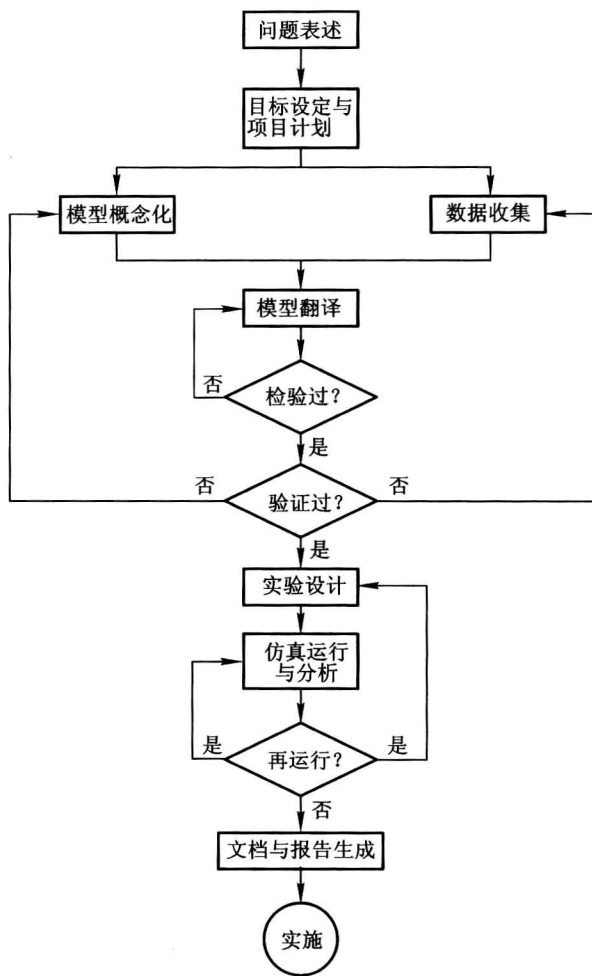 问题表述
目标设定与
项目计划
模型概念化
数据收集
模型翻译
否
检验过?
是
否
验证过?
否
是
实验设计
仿真运行
与分析
是
再运行?
是
否
文档与报告生成
实施